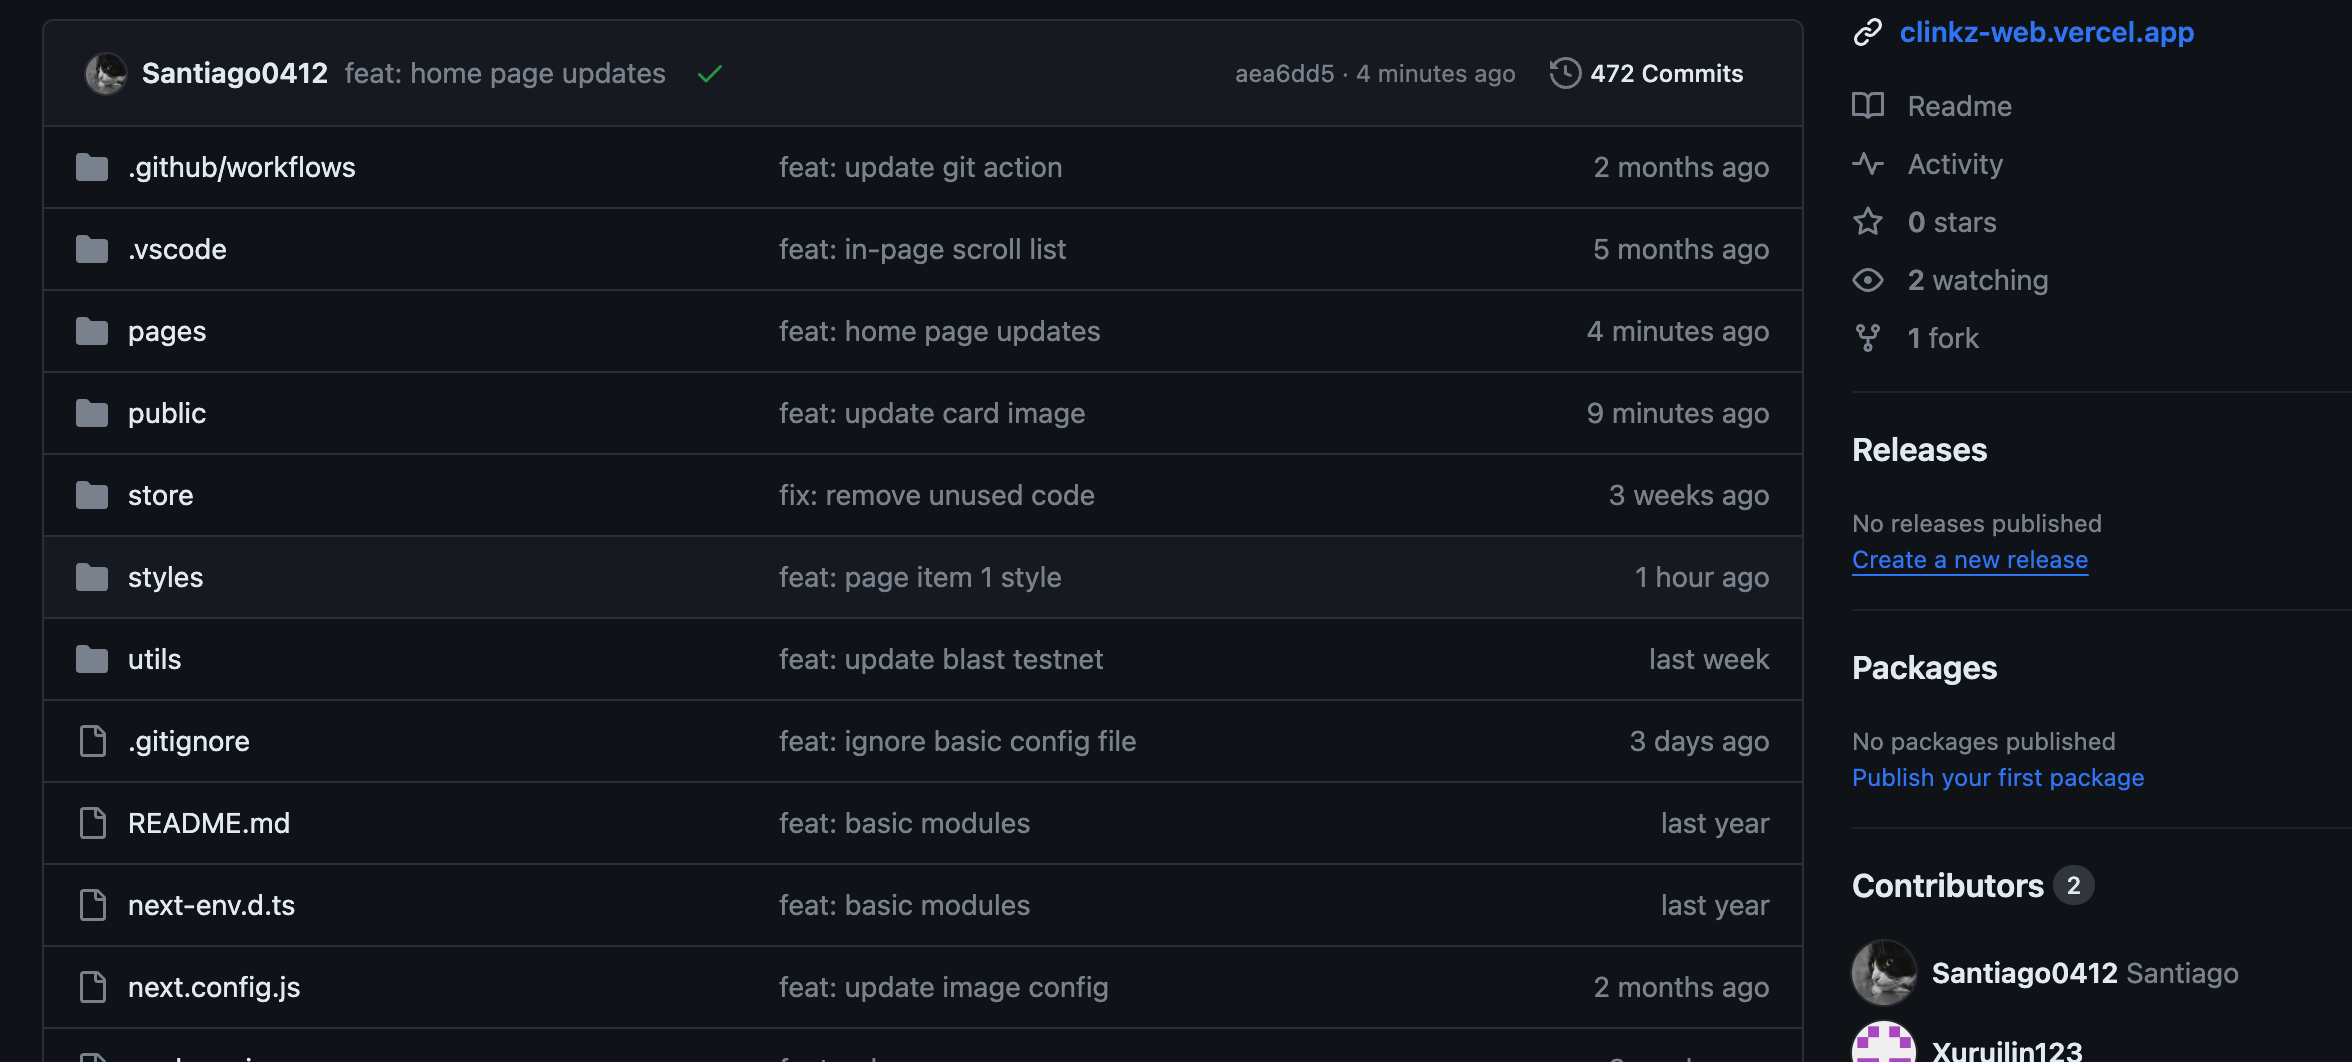 Santiago0412 feat: home page updates
aea6dd5 · 4 minutes ago 472 Commits
.github/workflows feat: update git action 2 months ago
.vscode feat: in-page scroll list 5 months ago
pages feat: home page updates 4 minutes ago
public feat: update card image 9 minutes ago
store fix: remove unused code 3 weeks ago
styles feat: page item 1 style 1 hour ago
utils feat: update blast testnet last week
.gitignore feat: ignore basic config file 3 days ago
README.md feat: basic modules last year
next-env.d.ts feat: basic modules last year
next.config.js feat: update image config 2 months ago
clinkz-web.vercel.app
Readme
Activity
0 stars
2 watching
1 fork
Releases
No releases published
Create a new release
Packages
No packages published
Publish your first package
Contributors 2
Santiago0412 Santiago
Xuruilin123